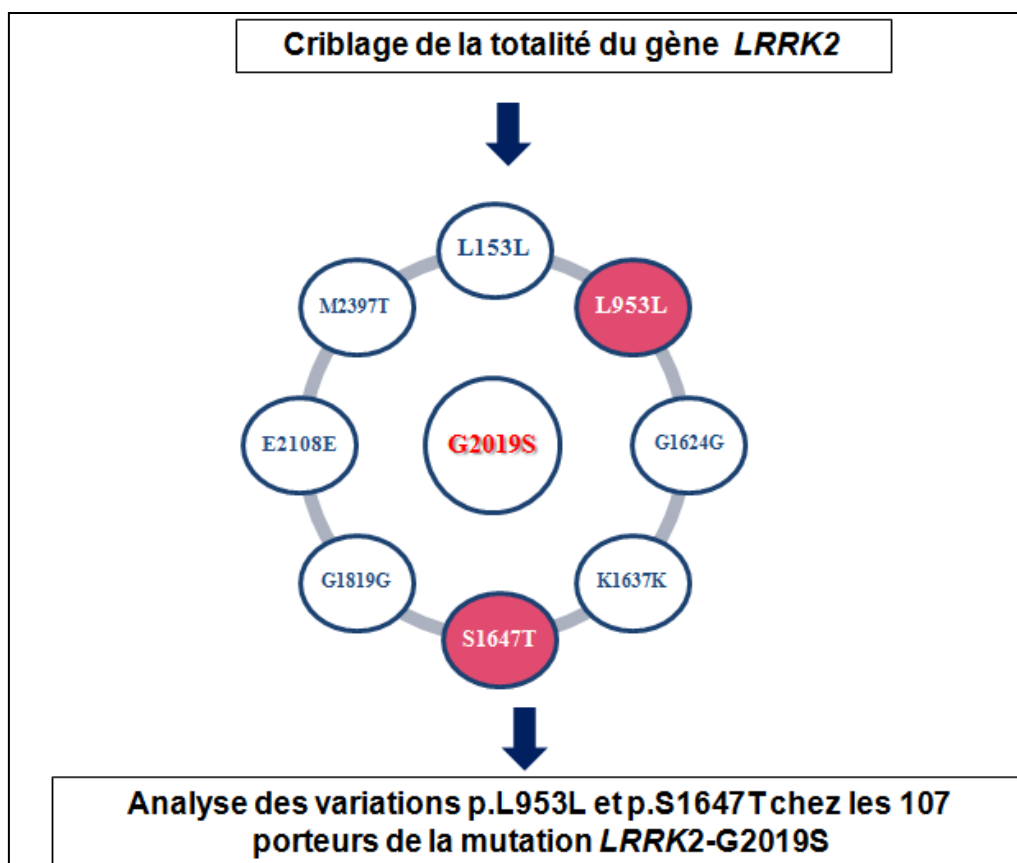 Criblage de la totalité du gène LRRK2
L153L
L953L
M2397T
E2108E
G2019S
G1624G
G1819G
K1637K
S1647T
Analyse des variations p.L953L et p.S1647T chez les 107
porteurs de la mutation LRRK2-G2019S